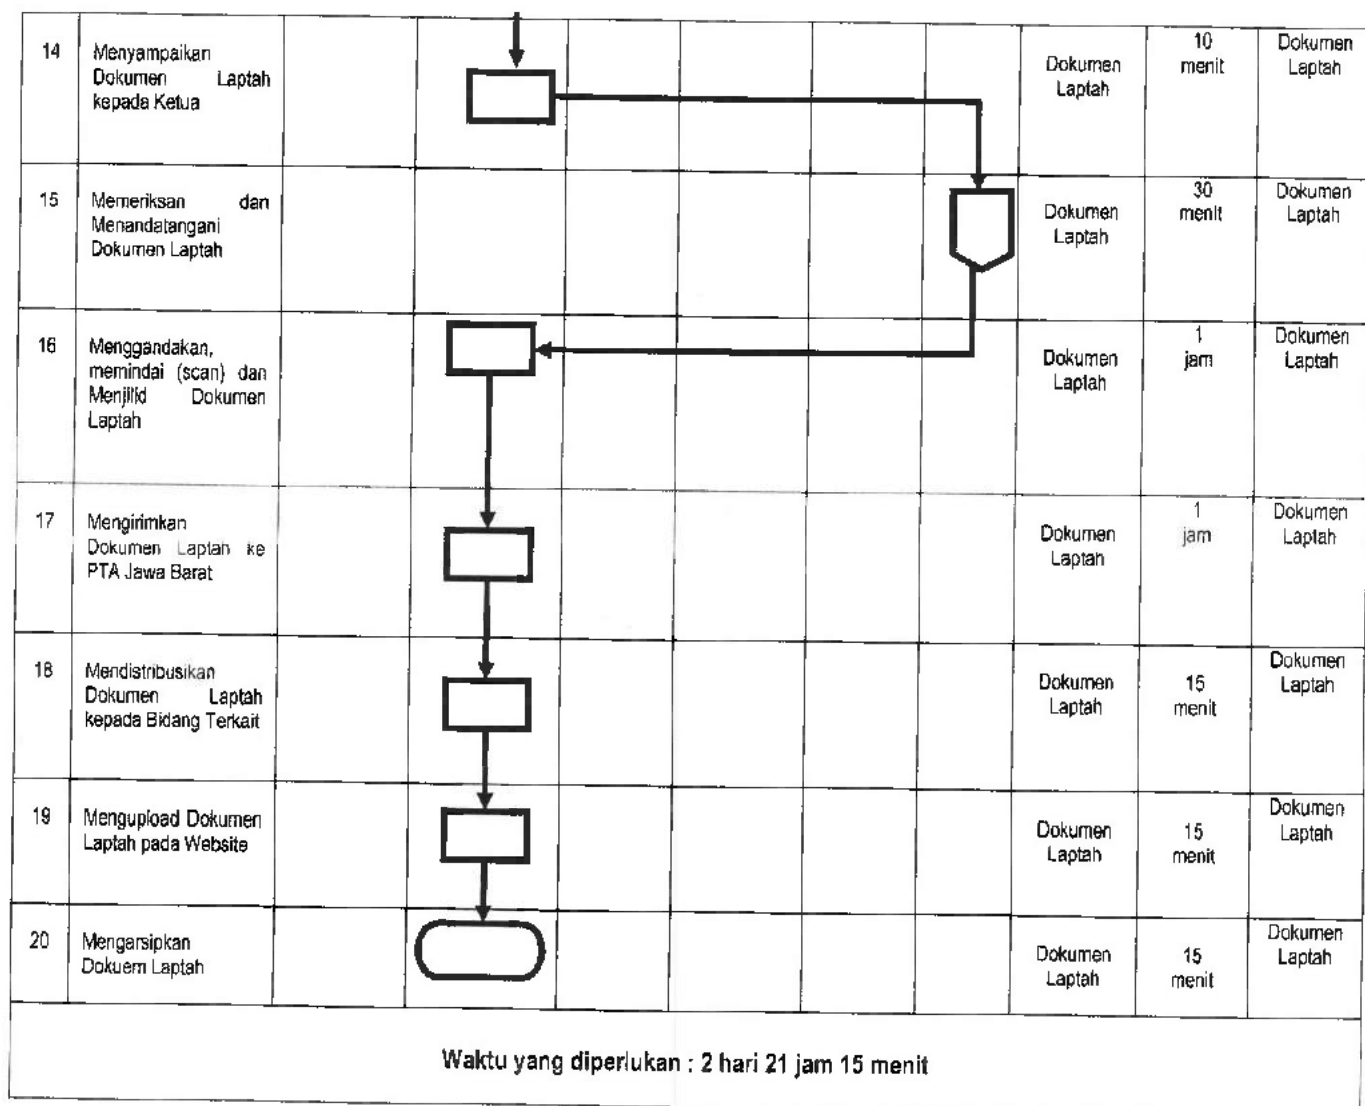 14
Menyampaikan
Dokumen Laptah
kepada Ketua
Dokumen
Laptah
10
menit
Dokumen
Laptah
15
Memeriksan dan
Menandatangani
Dokumen Laptah
Dokumen
Laptah
30
menit
Dokumen
Laptah
16
Menggandakan,
memindai (scan) dan
Menjilid Dokumen
Laptah
Dokumen
Laptah
1
jam
Dokumen
Laptah
17
Mengirimkan
Dokumen Laptah ke
PTA Jawa Barat
Dokumen
Laptah
1
jam
Dokumen
Laptah
18
Mendistribusikan
Dokumen Laptah
kepada Bidang Terkait
Dokumen
Laptah
15
menit
Dokumen
Laptah
19
Mengupload Dokumen
Laptah pada Website
Dokumen
Laptah
15
menit
Dokumen
Laptah
20
Mengarsipkan
Dokuem Laptah
Dokumen
Laptah
15
menit
Dokumen
Laptah
Waktu yang diperlukan : 2 hari 21 jam 15 menit